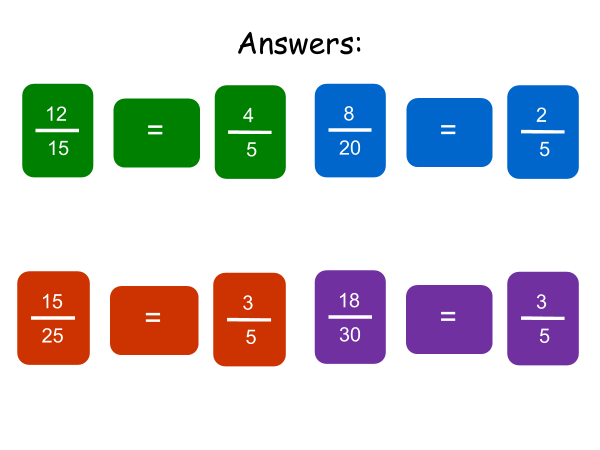 Answers:
12/15 = 4/5
8/20 = 2/5
15/25 = 3/5
18/30 = 3/5